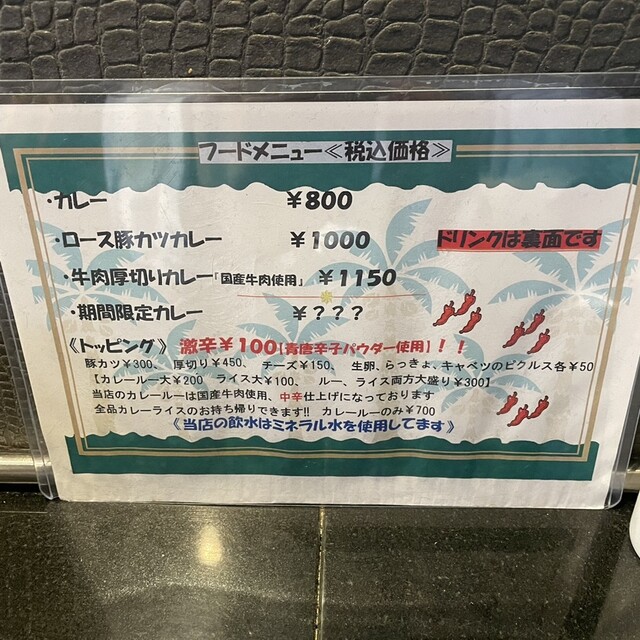 フードメニュー≪税込価格≫
・カレー ￥800
・ロース豚カツカレー ￥1000
ドリンクは裏面です
・牛肉厚切りカレー「国産牛肉使用」 ￥1150
・期間限定カレー ￥？？？
《トッピング》 激辛￥100【青唐辛子パウダー使用】！！
豚カツ￥300、 厚切り￥450、 チーズ￥150、 生卵、らっきょ、キャベツのピクルス各￥50
【カレールー大￥200 ライス大￥100、 ルー、ライス両方大盛り￥300】
当店のカレールーは国産牛肉使用、中辛仕上げになっております
全品カレーライスのお持ち帰りできます!! カレールーのみ￥700
《当店の飲水はミネラル水を使用してます》